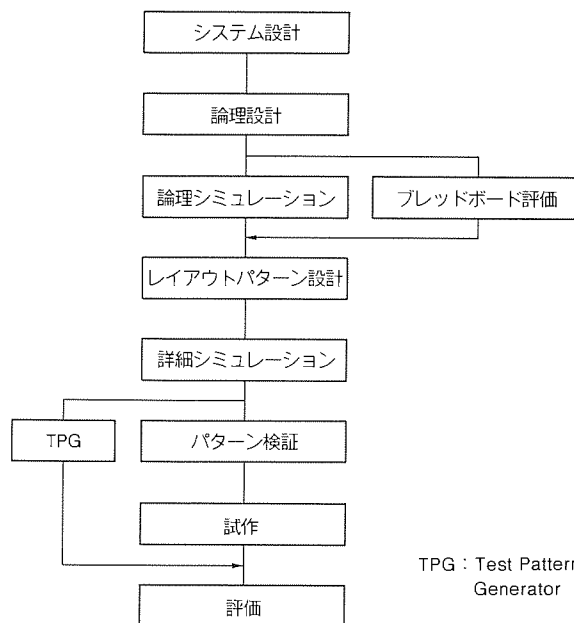 システム設計
論理設計
論理シミュレーション
ブレッドボード評価
レイアウトパターン設計
詳細シミュレーション
TPG
パターン検証
試作
TPG：Test Pattern
Generator
評価